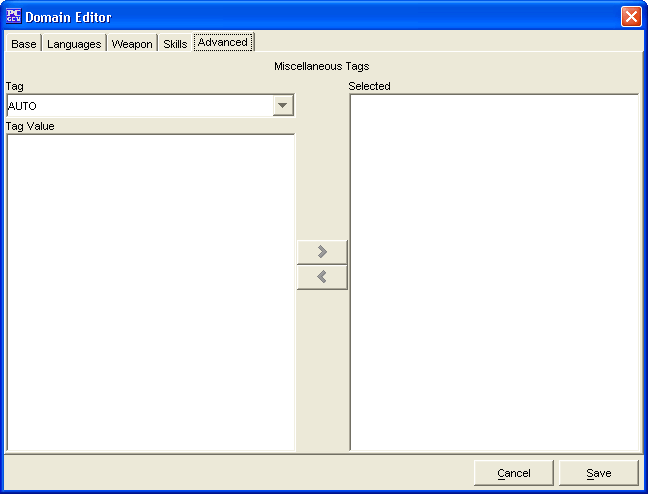 PC GEN Domain Editor
Base Languages Weapon Skills Advanced
Miscellaneous Tags
Tag
Selected
AUTO
Tag Value
Cancel Save